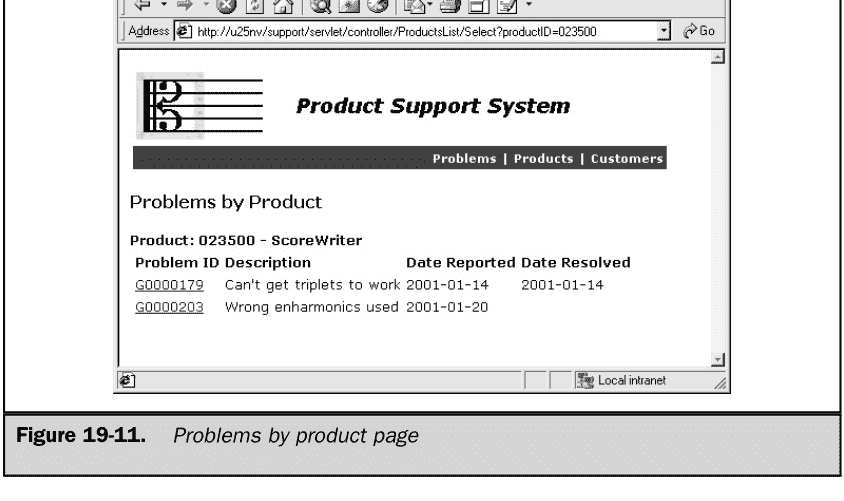 Address http://u25nv/support/servlet/controller/ProductsList/Select?productID=023500 Go
Product Support System
Problems | Products | Customers
Problems by Product
Product: 023500 - ScoreWriter
Problem ID Description Date Reported Date Resolved
G0000179 Can't get triplets to work 2001-01-14 2001-01-14
G0000203 Wrong enharmonics used 2001-01-20
Local intranet
Figure 19-11. Problems by product page